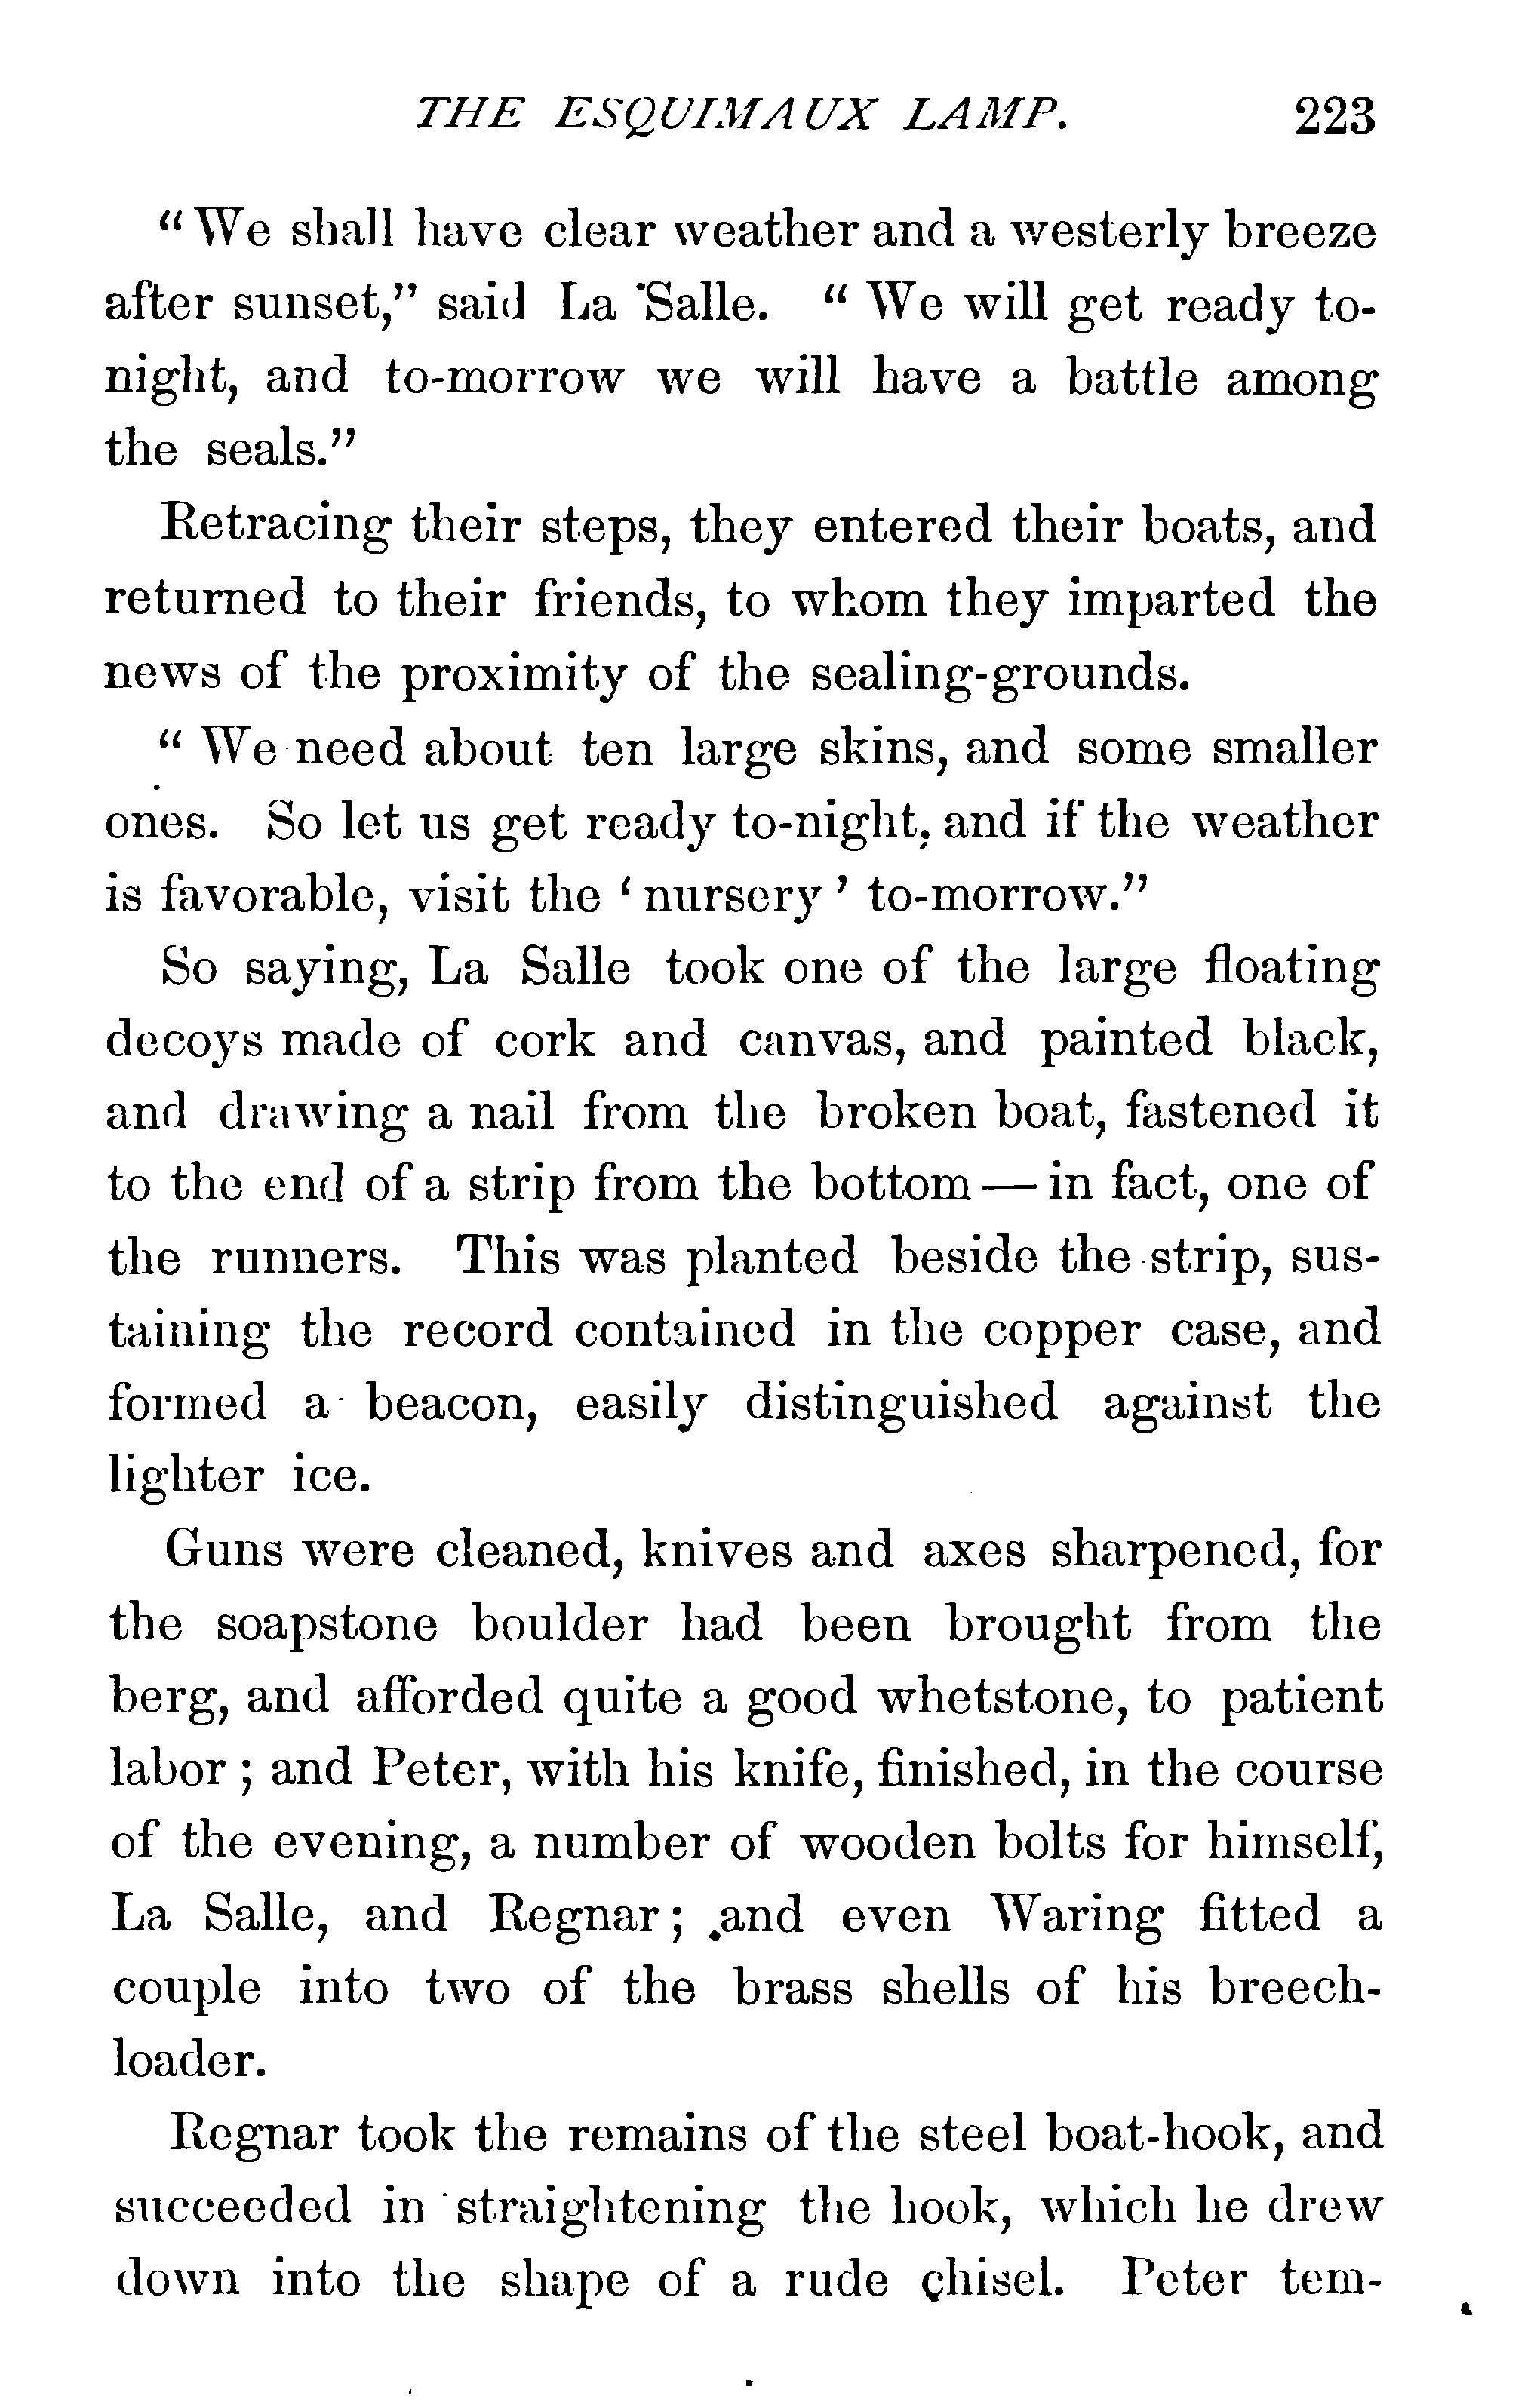 THE ESQUIMAUX LAMP. 223
"We shall have clear weather and a westerly breeze
after sunset," said La Salle. "We will get ready to-
night, and to-morrow we will have a battle among
the seals."
Retracing their steps, they entered their boats, and
returned to their friends, to whom they imparted the
news of the proximity of the sealing-grounds.
"We need about ten large skins, and some smaller
ones. So let us get ready to-night, and if the weather
is favorable, visit the 'nursery' to-morrow."
So saying, La Salle took one of the large floating
decoys made of cork and canvas, and painted black,
and drawing a nail from the broken boat, fastened it
to the end of a strip from the bottom — in fact, one of
the runners. This was planted beside the strip, sus-
taining the record contained in the copper case, and
formed a beacon, easily distinguished against the
lighter ice.
Guns were cleaned, knives and axes sharpened, for
the soapstone boulder had been brought from the
berg, and afforded quite a good whetstone, to patient
labor; and Peter, with his knife, finished, in the course
of the evening, a number of wooden bolts for himself,
La Salle, and Regnar; and even Waring fitted a
couple into two of the brass shells of his breech-
loader.
Regnar took the remains of the steel boat-hook, and
succeeded in straightening the hook, which he drew
down into the shape of a rude chisel. Peter tem-